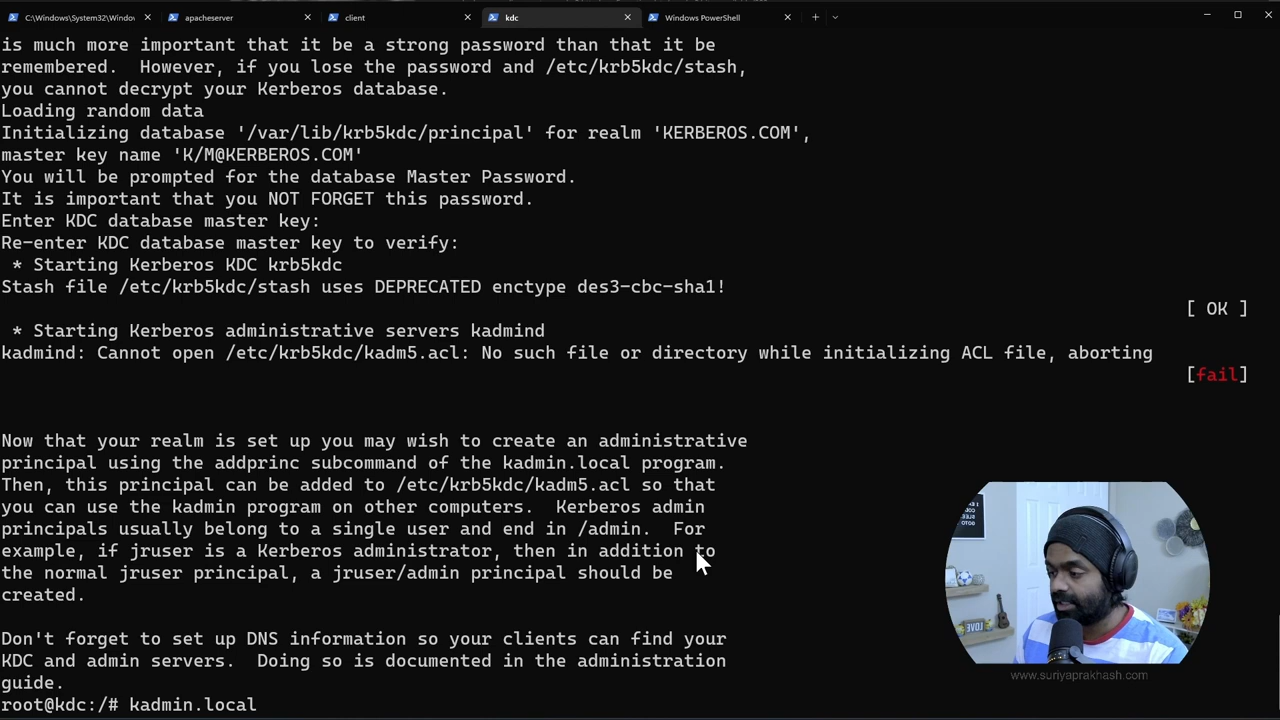 C:\Windows\System32\Windov
apacheserver
client
kdc
Windows PowerShell
is much more important that it be a strong password than that it be
remembered.  However, if you lose the password and /etc/krb5kdc/stash,
you cannot decrypt your Kerberos database.
Loading random data
Initializing database '/var/lib/krb5kdc/principal' for realm 'KERBEROS.COM',
master key name 'K/M@KERBEROS.COM'
You will be prompted for the database Master Password.
It is important that you NOT FORGET this password.
Enter KDC database master key:
Re-enter KDC database master key to verify:
 * Starting Kerberos KDC krb5kdc
Stash file /etc/krb5kdc/stash uses DEPRECATED enctype des3-cbc-sha1!
[ OK ]
 * Starting Kerberos administrative servers kadmind
kadmind: Cannot open /etc/krb5kdc/kadm5.acl: No such file or directory while initializing ACL file, aborting
[fail]
Now that your realm is set up you may wish to create an administrative
principal using the addprinc subcommand of the kadmin.local program.
Then, this principal can be added to /etc/krb5kdc/kadm5.acl so that
you can use the kadmin program on other computers.  Kerberos admin
principals usually belong to a single user and end in /admin.  For
example, if jruser is a Kerberos administrator, then in addition to
the normal jruser principal, a jruser/admin principal should be
created.
Don't forget to set up DNS information so your clients can find your
KDC and admin servers.  Doing so is documented in the administration
guide.
root@kdc:/# kadmin.local
LOVE
www.suriyaprakhash.com